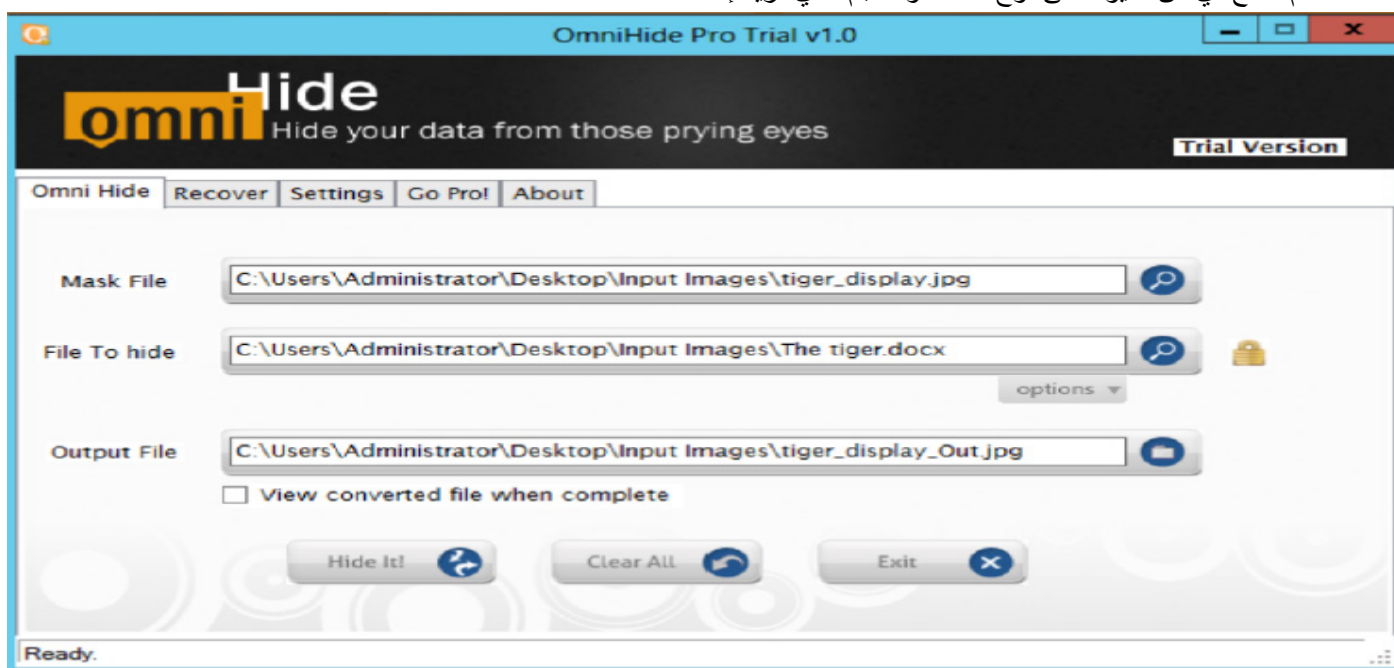 OmniHide Pro Trial v1.0
omni Hide
Hide your data from those prying eyes
Trial Version
Omni Hide Recover Settings Go Pro! About
Mask File C:\Users\Administrator\Desktop\Input Images\tiger_display.jpg
File To hide C:\Users\Administrator\Desktop\Input Images\The tiger.docx
options
Output File C:\Users\Administrator\Desktop\Input Images\tiger_display_Out.jpg
View converted file when complete
Hide It! Clear All Exit
Ready.